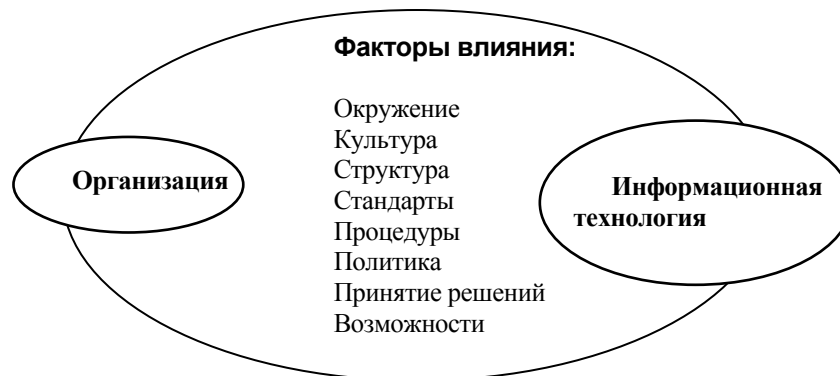 Факторы влияния:
Окружение
Культура
Структура
Стандарты
Процедуры
Политика
Принятие решений
Возможности
Организация
Информационная
технология